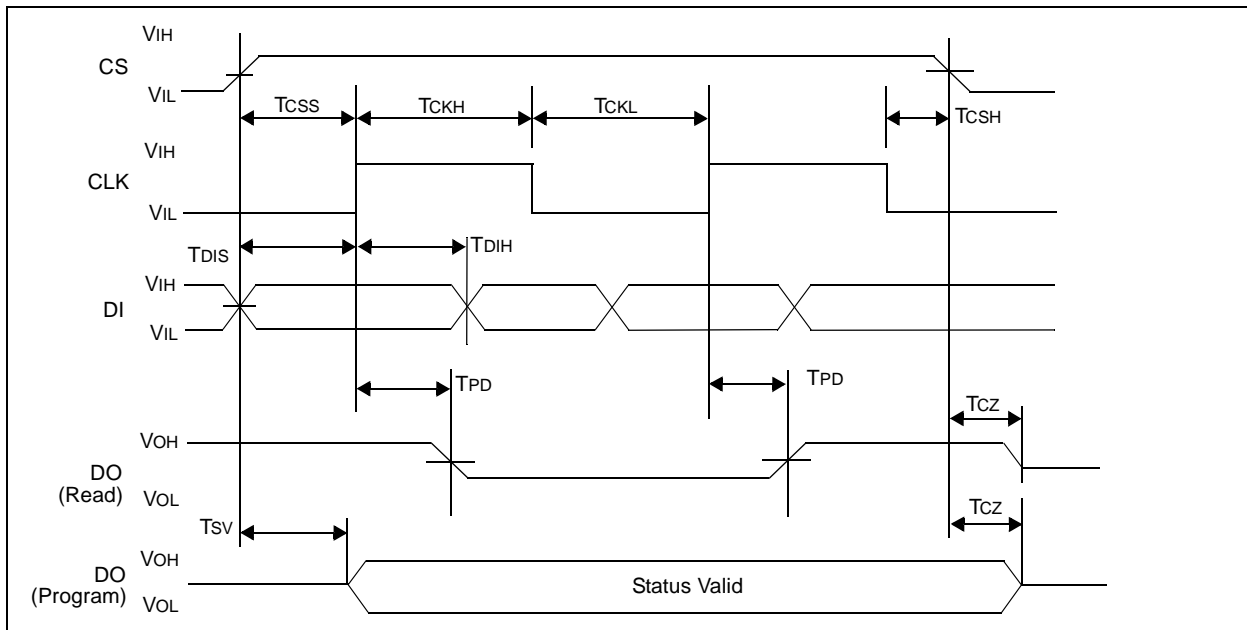 VIH
CS
VIL
TCSS
TCKH
TCKL
TCSH
VIH
CLK
VIL
TDIS
TDIH
VIH
DI
VIL
TPD
TPD
TCZ
VOH
DO
(Read)
VOL
TSV
TCZ
VOH
DO
(Program)
VOL
Status Valid